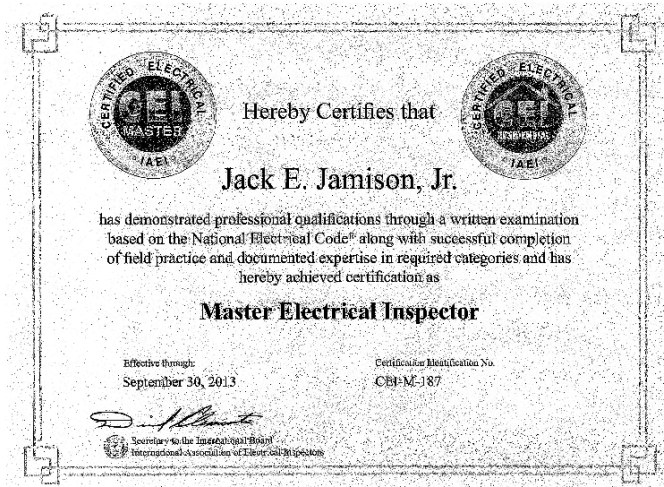 CERTIFIED ELECTRICAL
CEI
MASTER
IAEI
CERTIFIED ELECTRICAL
CEI
RESIDENTIAL
IAEI
Hereby Certifies that
Jack E. Jamison, Jr.
has demonstrated professional qualifications through a written examination
based on the National Electrical Code® along with successful completion
of field practice and documented expertise in required categories and has
hereby achieved certification as
Master Electrical Inspector
Effective through:
September 30, 2013
Certification Identification No.
CEI-M-187
Secretary to the International Board
International Association of Electrical Inspectors